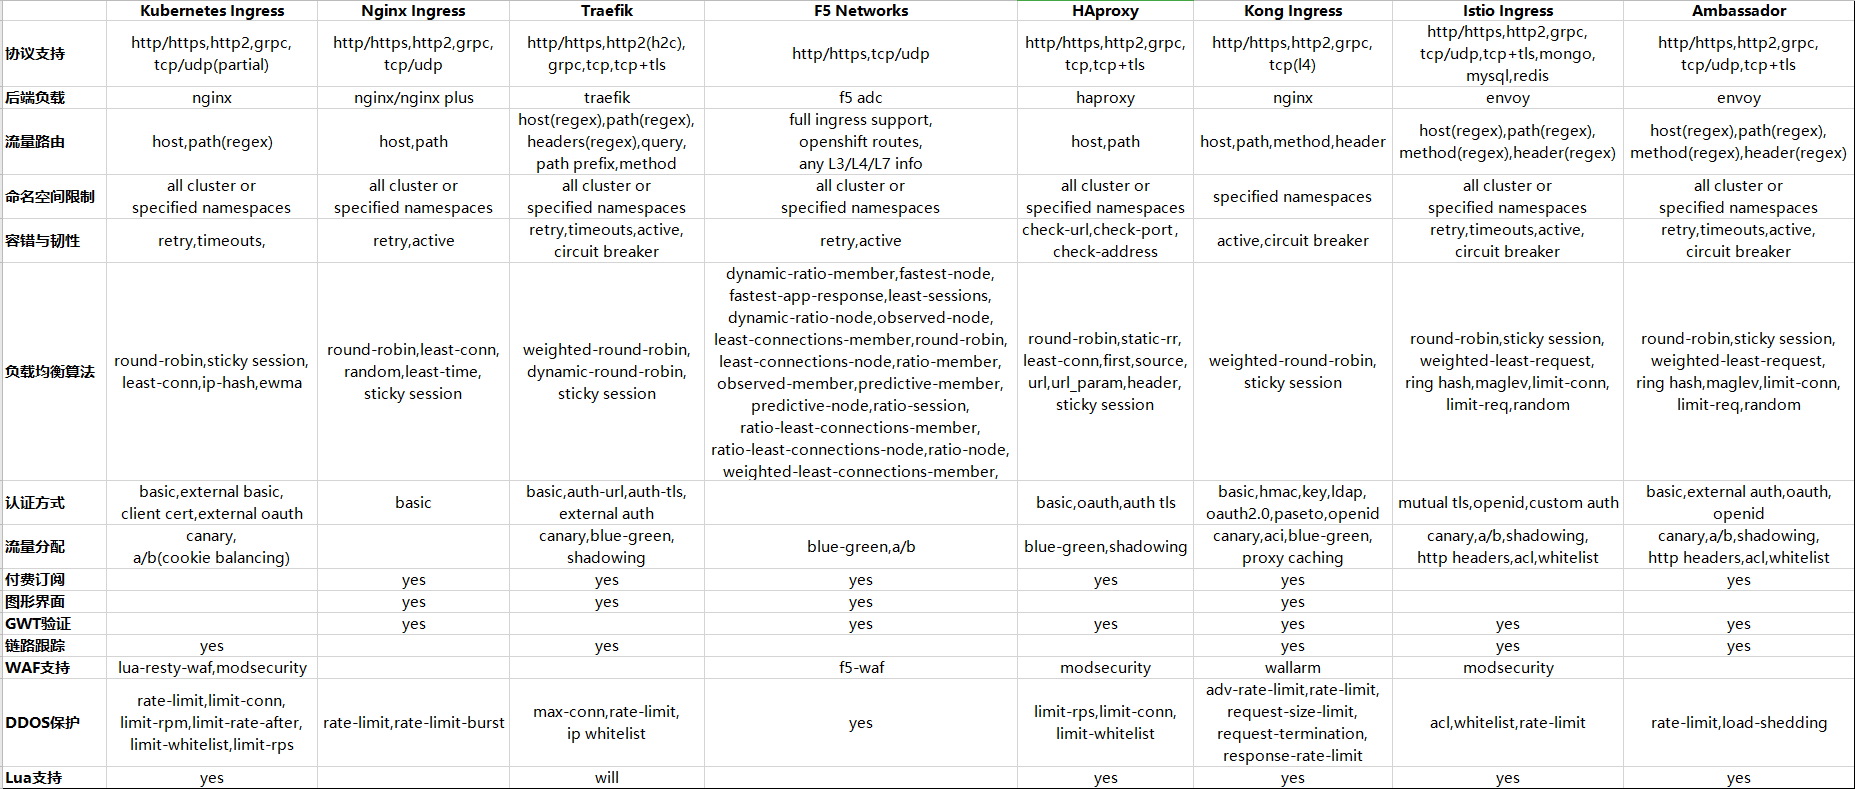 Kubernetes Ingress Nginx Ingress Traefik F5 Networks HAproxy Kong Ingress Istio Ingress Ambassador
协议支持
http/https,http2,grpc,
tcp/udp(partial)
http/https,http2,grpc,
tcp/udp
http/https,http2(h2c),
grpc,tcp,tcp+tls
http/https,tcp/udp
http/https,http2,grpc,
tcp,tcp+tls
http/https,http2,grpc,
tcp(l4)
http/https,http2,grpc,
tcp/udp,tcp+tls,mongo,
mysql,redis
http/https,http2,grpc,
tcp/udp,tcp+tls
后端负载 nginx nginx/nginx plus traefik f5 adc haproxy nginx envoy envoy
流量路由
host,path(regex)
host,path
host(regex),path(regex),
headers(regex),query,
path prefix,method
full ingress support,
openshift routes,
any L3/L4/L7 info
host,path
host,path,method,header
host(regex),path(regex),
method(regex),header(regex)
host(regex),path(regex),
method(regex),header(regex)
命名空间限制
all cluster or
specified namespaces
all cluster or
specified namespaces
all cluster or
specified namespaces
all cluster or
specified namespaces
all cluster or
specified namespaces
specified namespaces
all cluster or
specified namespaces
all cluster or
specified namespaces
容错与韧性
retry,timeouts,
retry,active
retry,timeouts,active,
circuit breaker
retry,active
check-url,check-port,
check-address
active,circuit breaker
retry,timeouts,active,
circuit breaker
retry,timeouts,active,
circuit breaker
负载均衡算法
round-robin,sticky session,
least-conn,ip-hash,ewma
round-robin,least-conn,
random,least-time,
sticky session
weighted-round-robin,
dynamic-round-robin,
sticky session
dynamic-ratio-member,fastest-node,
fastest-app-response,least-sessions,
dynamic-ratio-node,observed-node,
least-connections-member,round-robin,
least-connections-node,ratio-member,
observed-member,predictive-member,
predictive-node,ratio-session,
ratio-least-connections-member,
ratio-least-connections-node,ratio-node,
weighted-least-connections-member,
round-robin,static-rr,
least-conn,first,source,
url,url_param,header,
sticky session
weighted-round-robin,
sticky session
round-robin,sticky session,
weighted-least-request,
ring hash,maglev,limit-conn,
limit-req,random
round-robin,sticky session,
weighted-least-request,
ring hash,maglev,limit-conn,
limit-req,random
认证方式
basic,external basic,
client cert,external oauth
basic
basic,auth-url,auth-tls,
external auth
basic,oauth,auth tls
basic,hmac,key,ldap,
oauth2.0,paseto,openid
mutual tls,openid,custom auth
basic,external auth,oauth,
openid
流量分配
canary,
a/b(cookie balancing)
canary,blue-green,
shadowing
blue-green,a/b
blue-green,shadowing
canary,aci,blue-green,
proxy caching
canary,a/b,shadowing,
http headers,acl,whitelist
canary,a/b,shadowing,
http headers,acl,whitelist
付费订阅 yes yes yes yes yes yes
图形界面 yes yes yes yes
GWT验证 yes yes yes yes yes yes
链路跟踪 yes yes yes yes yes
WAF支持 lua-resty-waf,modsecurity f5-waf modsecurity wallarm modsecurity
DDOS保护
rate-limit,limit-conn,
limit-rpm,limit-rate-after,
limit-whitelist,limit-rps
rate-limit,rate-limit-burst
max-conn,rate-limit,
ip whitelist
yes
limit-rps,limit-conn,
limit-whitelist
adv-rate-limit,rate-limit,
request-size-limit,
request-termination,
response-rate-limit
acl,whitelist,rate-limit
rate-limit,load-shedding
Lua支持 yes will yes yes yes yes